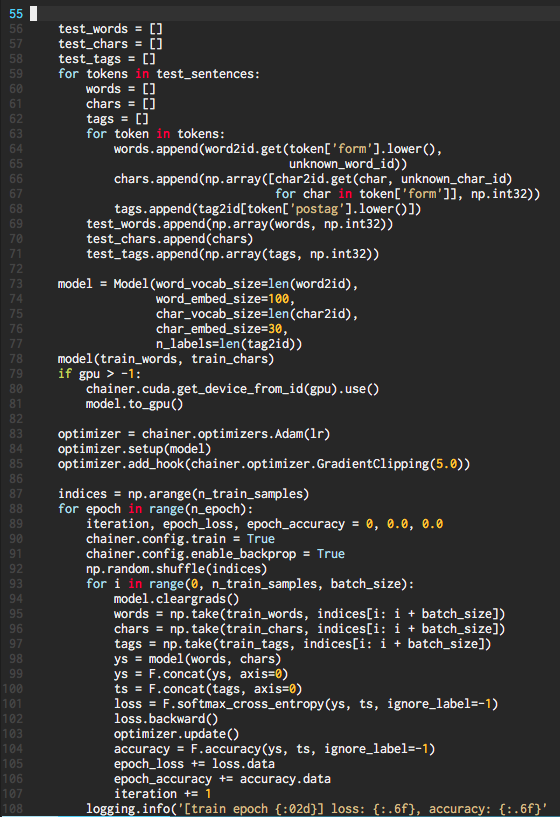 55
56     test_words = []
57     test_chars = []
58     test_tags = []
59     for tokens in test_sentences:
60         words = []
61         chars = []
62         tags = []
63         for token in tokens:
64             words.append(word2id.get(token['form'].lower(),
65                                      unknown_word_id))
66             chars.append(np.array([char2id.get(char, unknown_char_id)
67                                    for char in token['form']], np.int32))
68             tags.append(tag2id[token['postag'].lower()])
69         test_words.append(np.array(words, np.int32))
70         test_chars.append(chars)
71         test_tags.append(np.array(tags, np.int32))
72
73     model = Model(word_vocab_size=len(word2id),
74                   word_embed_size=100,
75                   char_vocab_size=len(char2id),
76                   char_embed_size=30,
77                   n_labels=len(tag2id))
78     model(train_words, train_chars)
79     if gpu > -1:
80         chainer.cuda.get_device_from_id(gpu).use()
81         model.to_gpu()
82
83     optimizer = chainer.optimizers.Adam(lr)
84     optimizer.setup(model)
85     optimizer.add_hook(chainer.optimizer.GradientClipping(5.0))
86
87     indices = np.arange(n_train_samples)
88     for epoch in range(n_epoch):
89         iteration, epoch_loss, epoch_accuracy = 0, 0.0, 0.0
90         chainer.config.train = True
91         chainer.config.enable_backprop = True
92         np.random.shuffle(indices)
93         for i in range(0, n_train_samples, batch_size):
94             model.cleargrads()
95             words = np.take(train_words, indices[i: i + batch_size])
96             chars = np.take(train_chars, indices[i: i + batch_size])
97             tags = np.take(train_tags, indices[i: i + batch_size])
98             ys = model(words, chars)
99             ys = F.concat(ys, axis=0)
100             ts = F.concat(tags, axis=0)
101             loss = F.softmax_cross_entropy(ys, ts, ignore_label=-1)
102             loss.backward()
103             optimizer.update()
104             accuracy = F.accuracy(ys, ts, ignore_label=-1)
105             epoch_loss += loss.data
106             epoch_accuracy += accuracy.data
107             iteration += 1
108         logging.info('[train epoch {:02d}] loss: {:.6f}, accuracy: {:.6f}'